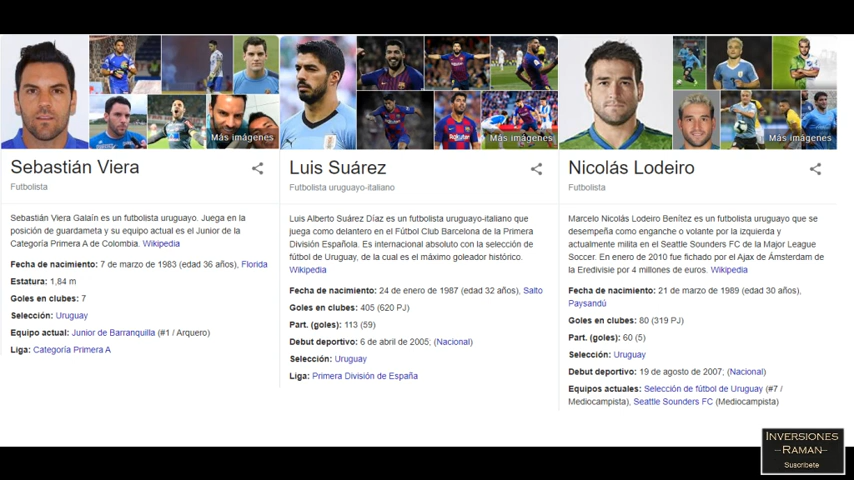 Más imágenes
Sebastián Viera
Futbolista
Sebastián Viera Galaín es un futbolista uruguayo. Juega en la
posición de guardameta y su equipo actual es el Junior de la
Categoría Primera A de Colombia. Wikipedia
Fecha de nacimiento: 7 de marzo de 1983 (edad 36 años), Florida
Estatura: 1,84 m
Goles en clubes: 7
Selección: Uruguay
Equipo actual: Junior de Barranquilla (#1 / Arquero)
Liga: Categoría Primera A
Más imágenes
Luis Suárez
Futbolista uruguayo-italiano
Luis Alberto Suárez Díaz es un futbolista uruguayo-italiano que
juega como delantero en el Fútbol Club Barcelona de la Primera
División Española. Es internacional absoluto con la selección de
fútbol de Uruguay, de la cual es el máximo goleador histórico.
Wikipedia
Fecha de nacimiento: 24 de enero de 1987 (edad 32 años), Salto
Goles en clubes: 405 (620 PJ)
Part. (goles): 113 (59)
Debut deportivo: 6 de abril de 2005; (Nacional)
Selección: Uruguay
Liga: Primera División de España
Más imágenes
Nicolás Lodeiro
Futbolista
Marcelo Nicolás Lodeiro Benítez es un futbolista uruguayo que se
desempeña como enganche o volante por la izquierda y
actualmente milita en el Seattle Sounders FC de la Major League
Soccer. En enero de 2010 fue fichado por el Ajax de Ámsterdam de
la Eredivisie por 4 millones de euros. Wikipedia
Fecha de nacimiento: 21 de marzo de 1989 (edad 30 años),
Paysandú
Goles en clubes: 80 (319 PJ)
Part. (goles): 60 (5)
Selección: Uruguay
Debut deportivo: 19 de agosto de 2007; (Nacional)
Equipos actuales: Selección de fútbol de Uruguay (#7 /
Mediocampista), Seattle Sounders FC (Mediocampista)
INVERSIONES
–RAMAN–
Suscribete